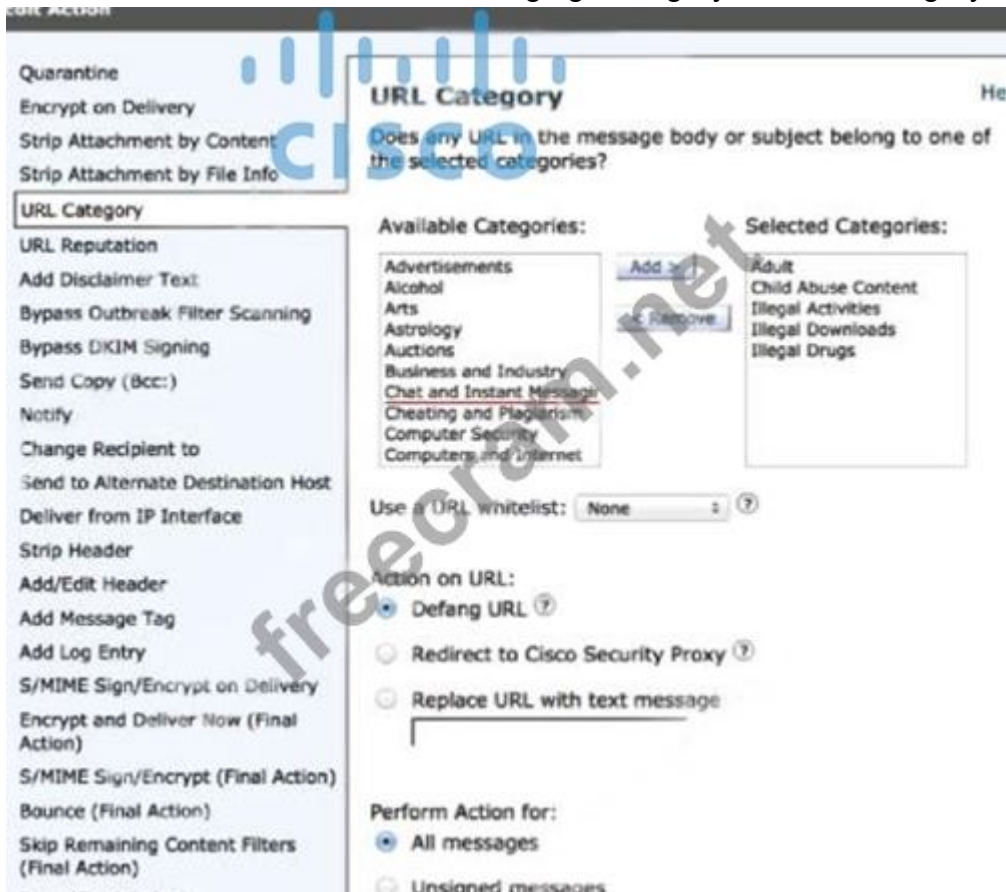 Edit Action
Quarantine
Encrypt on Delivery
Strip Attachment by Content
Strip Attachment by File Info
URL Category
URL Reputation
Add Disclaimer Text
Bypass Outbreak Filter Scanning
Bypass DKIM Signing
Send Copy (Bcc:)
Notify
Change Recipient to
Send to Alternate Destination Host
Deliver from IP Interface
Strip Header
Add/Edit Header
Add Message Tag
Add Log Entry
S/MIME Sign/Encrypt on Delivery
Encrypt and Deliver Now (Final
Action)
S/MIME Sign/Encrypt (Final Action)
Bounce (Final Action)
Skip Remaining Content Filters
(Final Action)
CISCO
URL Category
He
Does any URL in the message body or subject belong to one of
the selected categories?
Available Categories:
Advertisements
Alcohol
Arts
Astrology
Auctions
Business and Industry
Chat and Instant Messagi
Cheating and Plagiarism
Computer Security
Computers and Internet
Add >
< Remove
Selected Categories:
Adult
Child Abuse Content
Illegal Activities
Illegal Downloads
Illegal Drugs
Use a URL whitelist: None ?
Action on URL:
Defang URL ?
Redirect to Cisco Security Proxy ?
Replace URL with text message
Perform Action for:
All messages
Unsigned messages
freecram.net